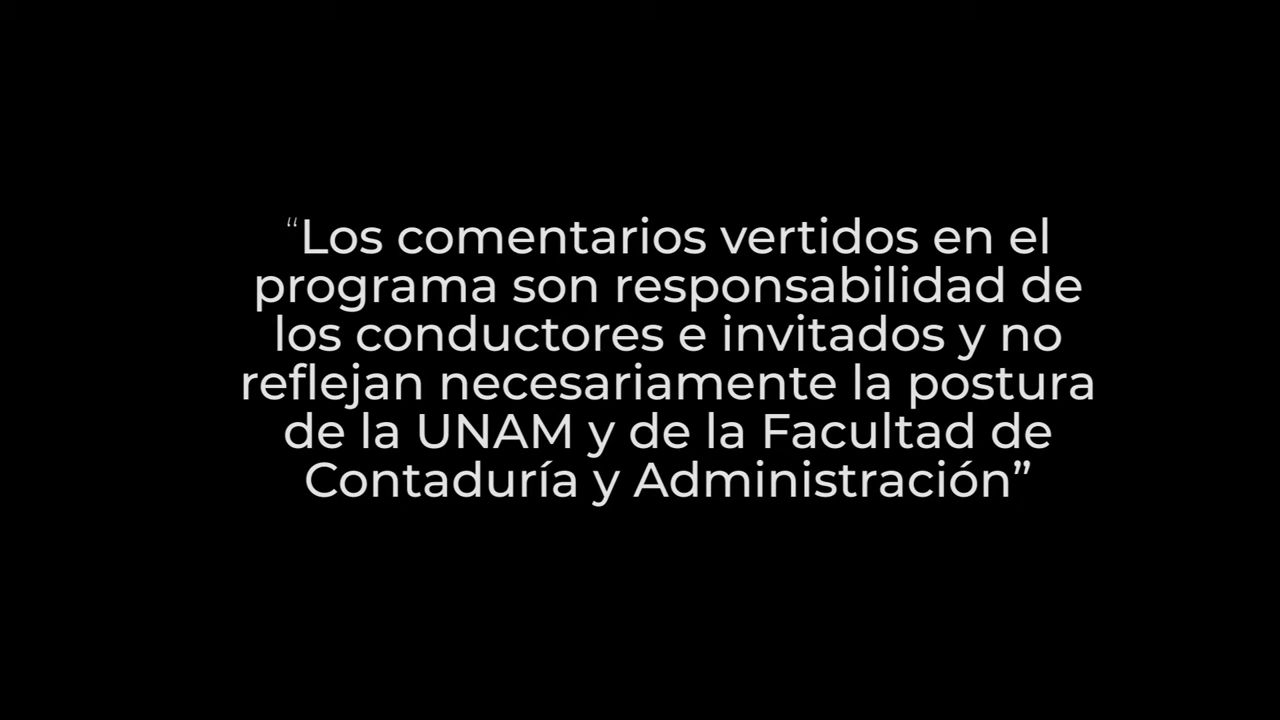 “Los comentarios vertidos en el
programa son responsabilidad de
los conductores e invitados y no
reflejan necesariamente la postura
de la UNAM y de la Facultad de
Contaduría y Administración”